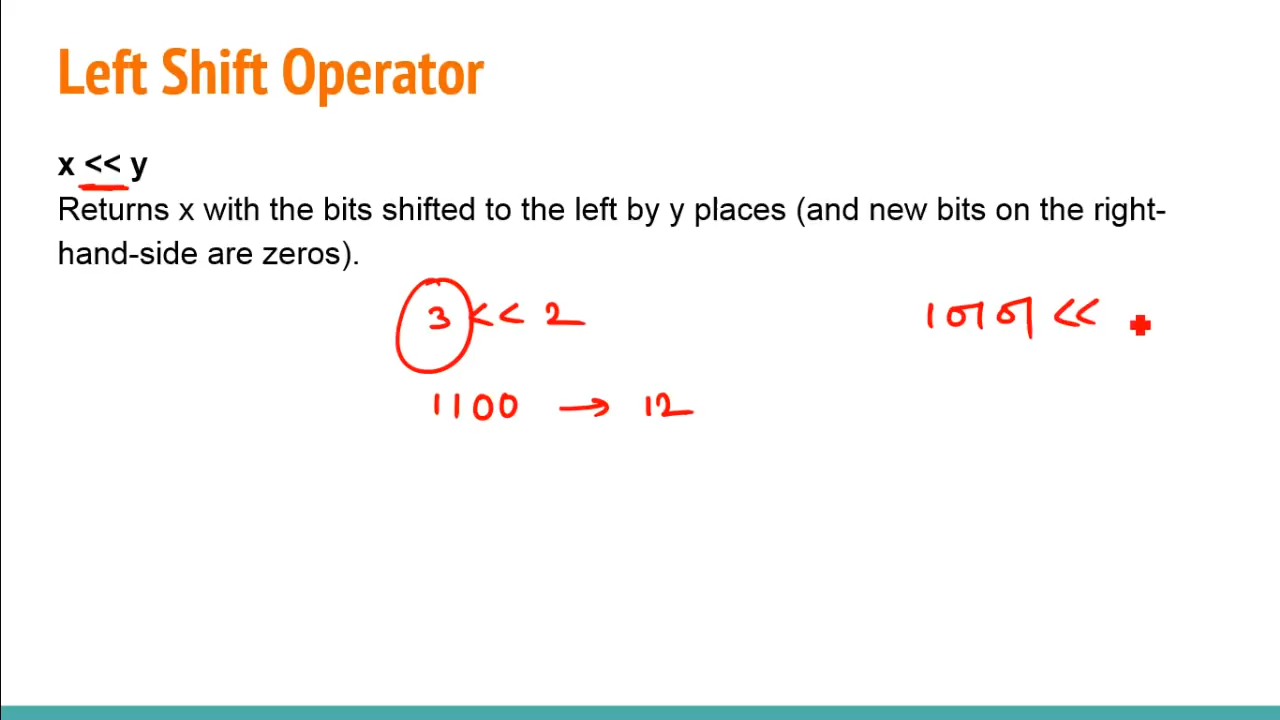 Left Shift Operator
x << y
Returns x with the bits shifted to the left by y places (and new bits on the right-
hand-side are zeros).
3 << 2
10101 <<
1100 → 12